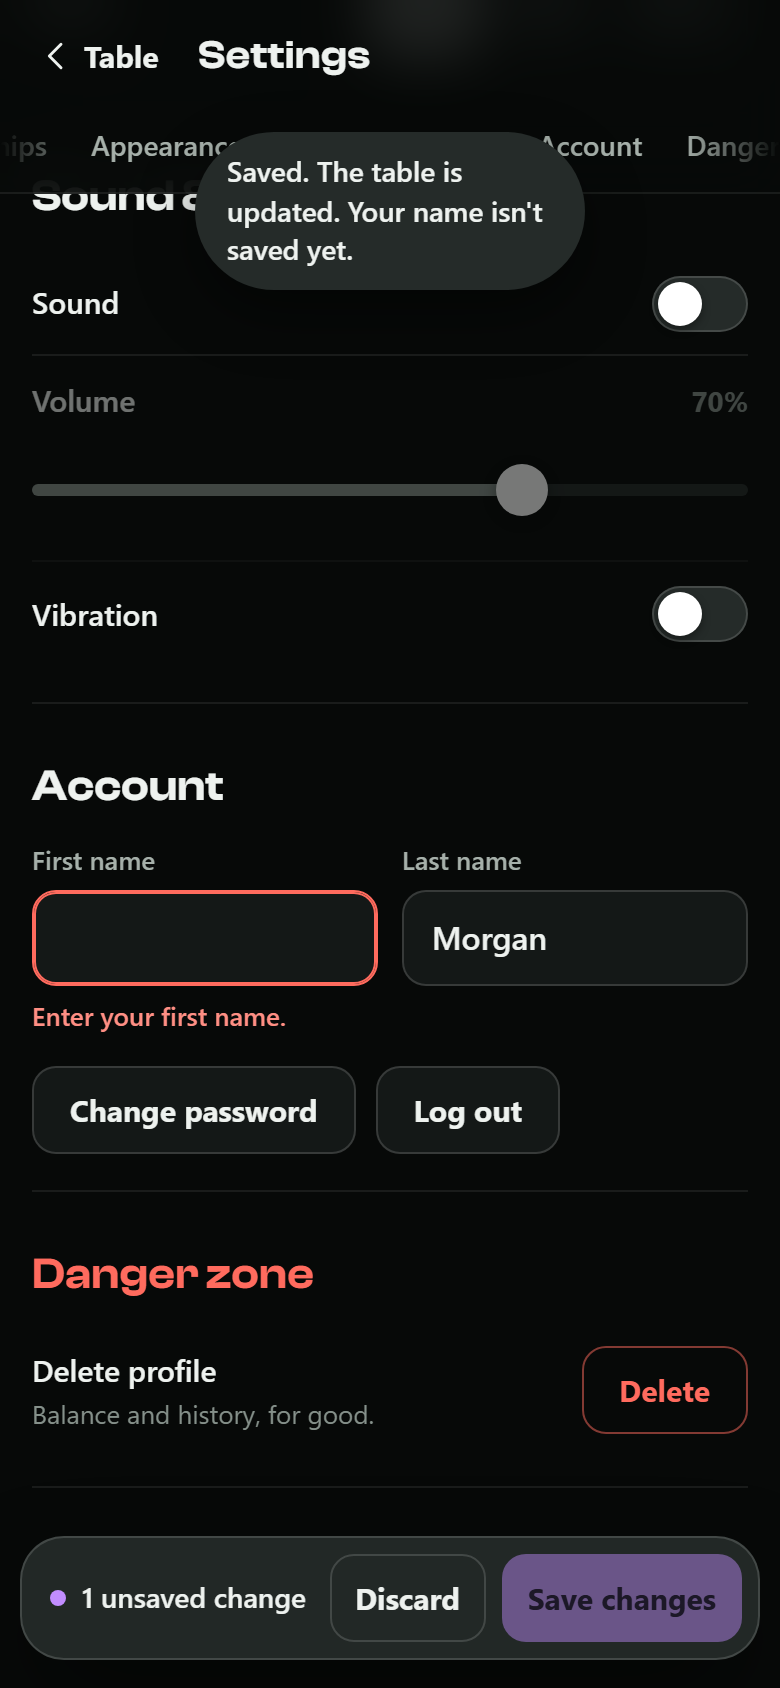 Table Settings
Appearance Account
Saved. The table is
updated. Your name isn't
saved yet.
Sound
Sound
Volume 70%
Vibration
Account
First name Last name
Morgan
Enter your first name.
Change password Log out
Danger zone
Delete profile
Balance and history, for good.
Delete
1 unsaved change Discard Save changes